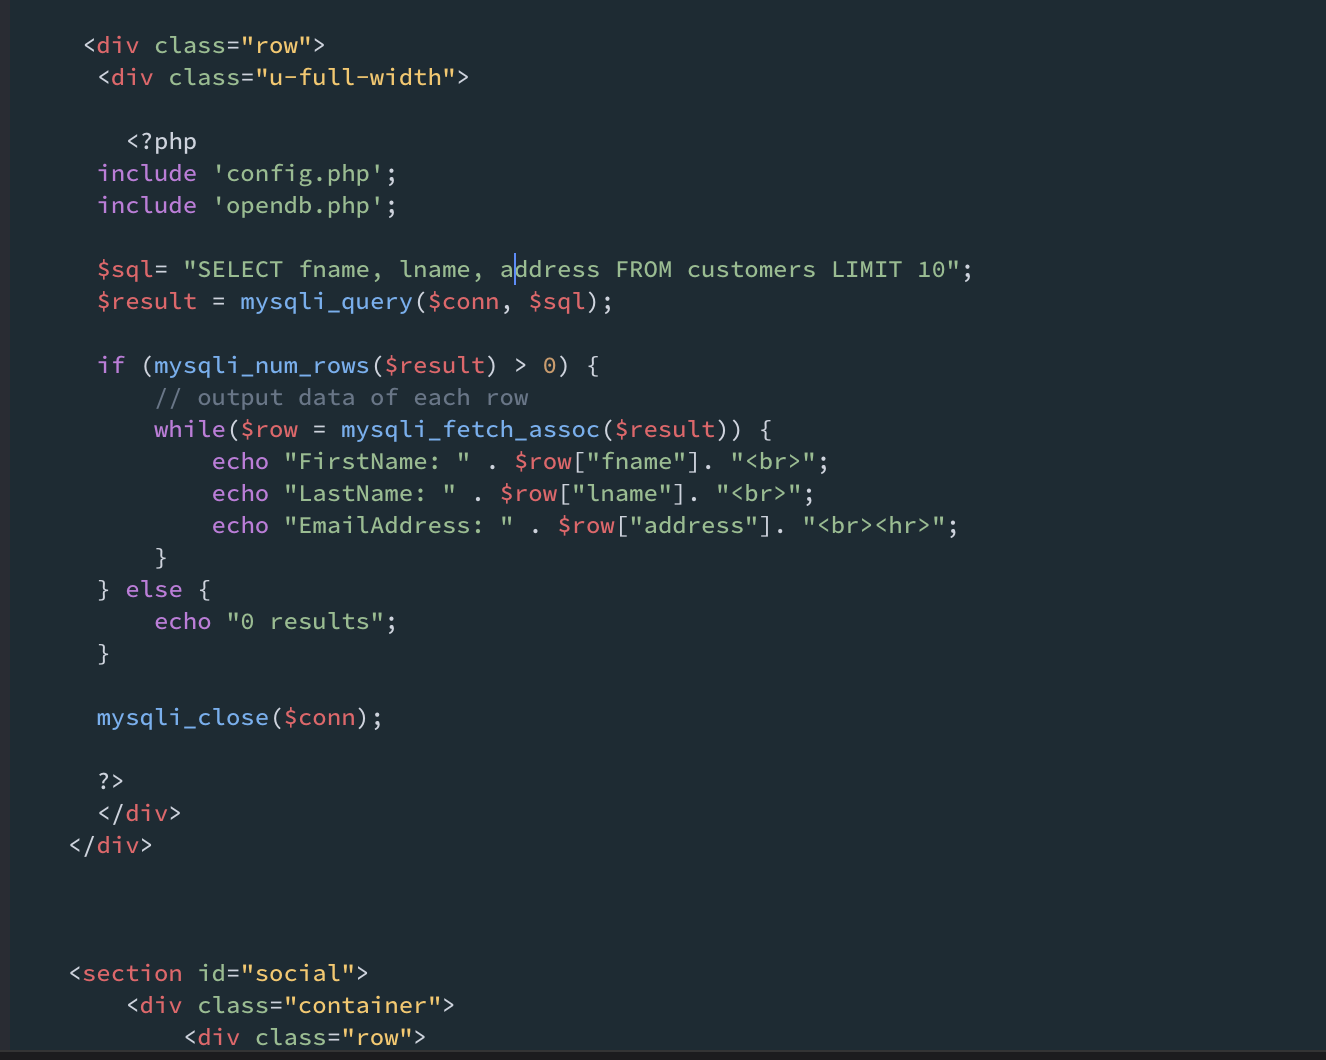 <div class="row">
<div class="u-full-width">
<?php
include 'config.php';
include 'opendb.php';
$sql= "SELECT fname, lname, address FROM customers LIMIT 10";
$result = mysqli_query($conn, $sql);
if (mysqli_num_rows($result) > 0) {
// output data of each row
while($row = mysqli_fetch_assoc($result)) {
echo "FirstName: " . $row["fname"]. "<br>";
echo "LastName: " . $row["lname"]. "<br>";
echo "EmailAddress: " . $row["address"]. "<br><hr>";
}
} else {
echo "0 results";
}
mysqli_close($conn);
?>
</div>
</div>
<section id="social">
<div class="container">
<div class="row">